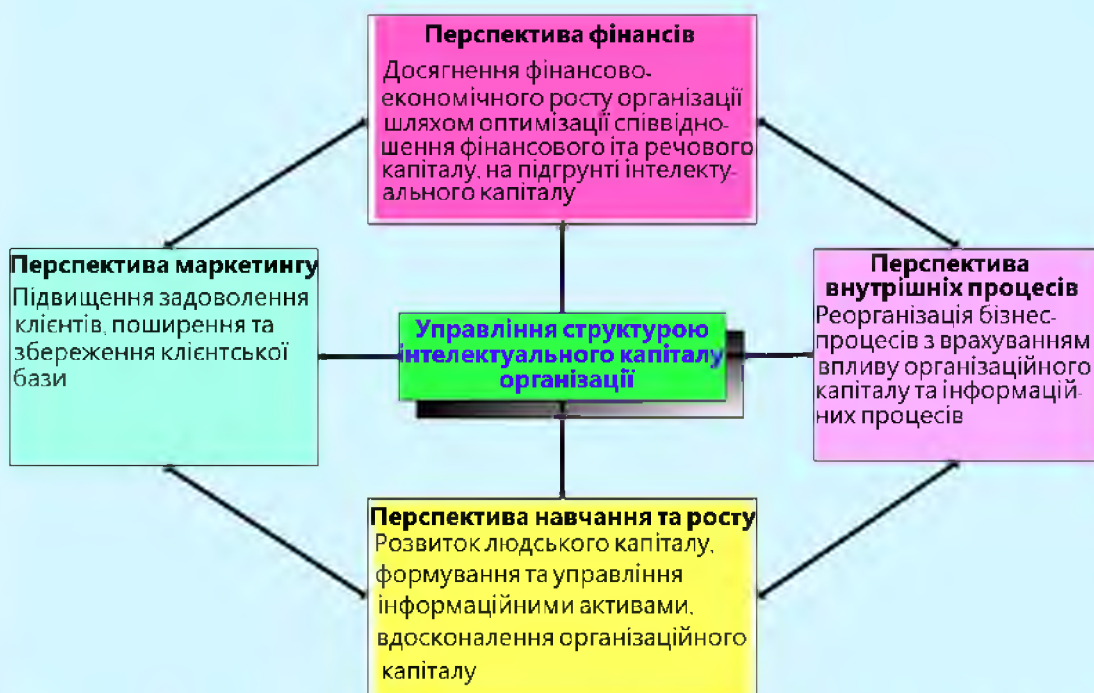 Перспектива фінансів
Досягнення фінансово-
економічного росту організації
шляхом оптимізації співвідно-
шення фінансового іта речового
капіталу, на підгрунті інтелекту-
ального капіталу
Перспектива маркетингу
Підвищення задоволення
клієнтів, поширення та
збереження клієнтської
бази
Управління структурою
інтелектуального капіталу
організації
Перспектива
внутрішніх процесів
Реорганізація бізнес-
процесів з врахуванням
впливу організаційного
капіталу та інформацій-
них процесів
Перспектива навчання та росту
Розвиток людського капіталу,
формування та управління
інформаційними активами,
вдосконалення організаційного
капіталу